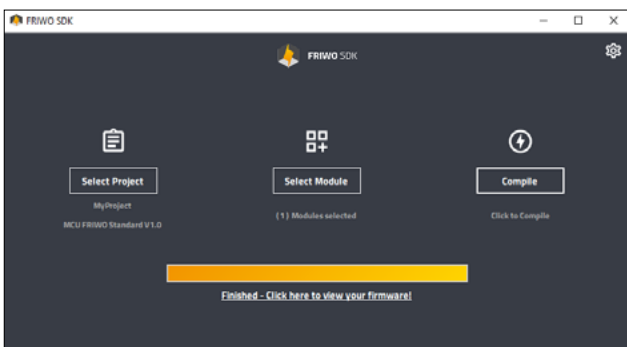 FRIWO SDK
FRIWO SDK
Select Project
Select Module
Compile
MyProject
(1) Modules selected
Click to Compile
MCU FRIWO Standard V1.0
Finished - Click here to view your firmware!